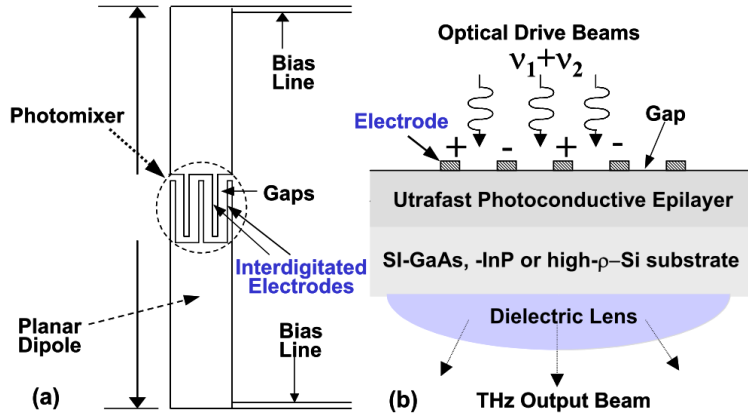 Bias
Line
Photomixer
Gaps
Interdigitated
Electrodes
Planar
Dipole
Bias
Line
(a)
Optical Drive Beams
ν1+ν2
Electrode
Gap
+ - + -
Utrafast Photoconductive Epilayer
SI-GaAs, -InP or high-ρ–Si substrate
Dielectric Lens
(b)
THz Output Beam